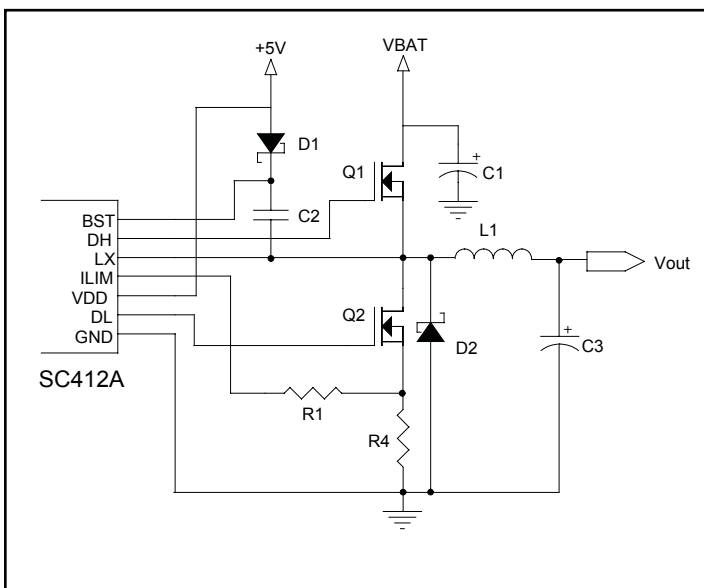 +5V
VBAT
D1
Q1
+
C1
BST
C2
DH
L1
LX
Vout
ILIM
VDD
Q2
+
DL
D2
C3
GND
SC412A
R1
R4